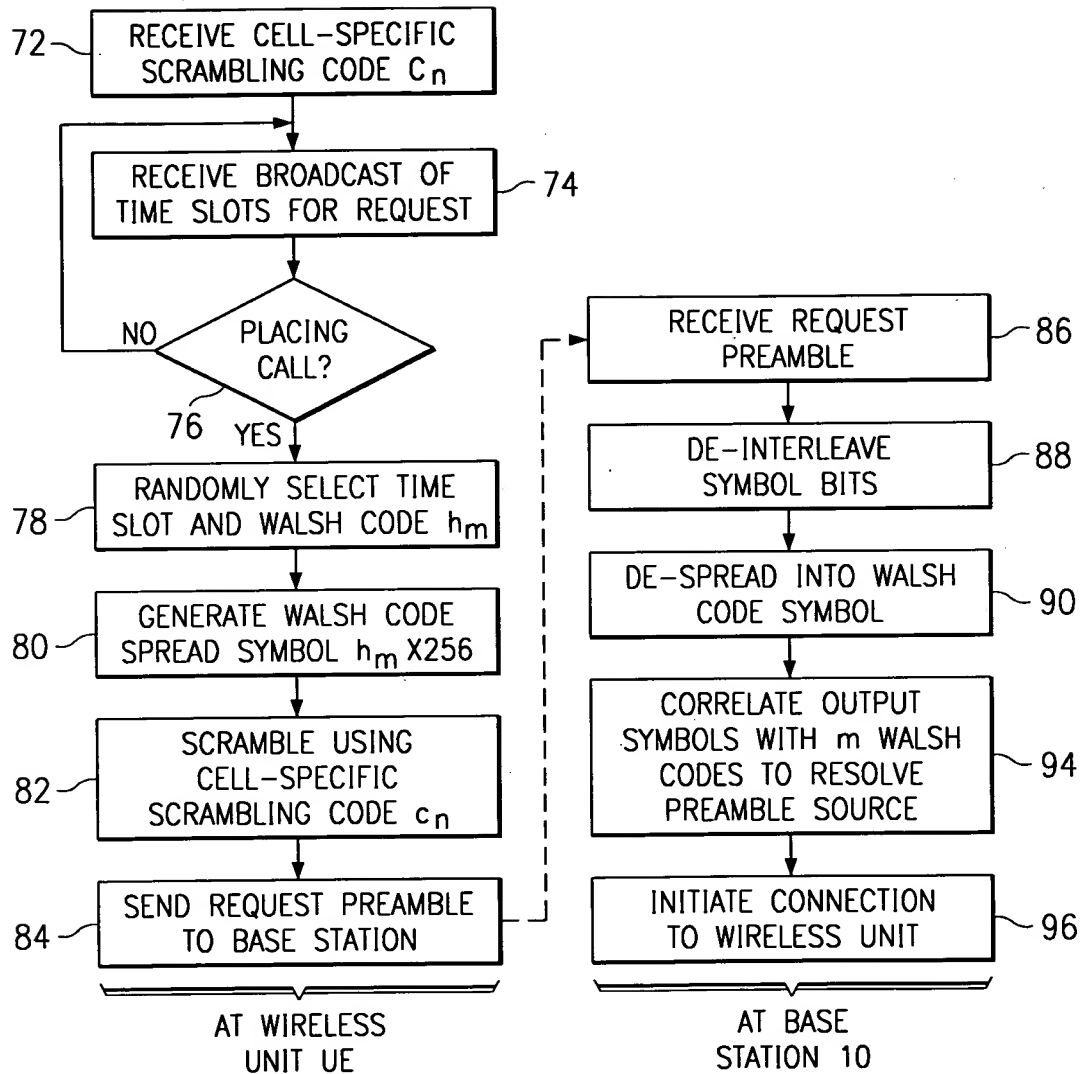 72
RECEIVE CELL-SPECIFIC
SCRAMBLING CODE Cn
RECEIVE BROADCAST OF
TIME SLOTS FOR REQUEST
74
NO
PLACING
CALL?
76
YES
78
RANDOMLY SELECT TIME
SLOT AND WALSH CODE hm
80
GENERATE WALSH CODE
SPREAD SYMBOL hm X256
82
SCRAMBLE USING
CELL-SPECIFIC
SCRAMBLING CODE cn
84
SEND REQUEST PREAMBLE
TO BASE STATION
AT WIRELESS
UNIT UE
RECEIVE REQUEST
PREAMBLE
86
DE-INTERLEAVE
SYMBOL BITS
88
DE-SPREAD INTO WALSH
CODE SYMBOL
90
CORRELATE OUTPUT
SYMBOLS WITH m WALSH
CODES TO RESOLVE
PREAMBLE SOURCE
94
INITIATE CONNECTION
TO WIRELESS UNIT
96
AT BASE
STATION 10